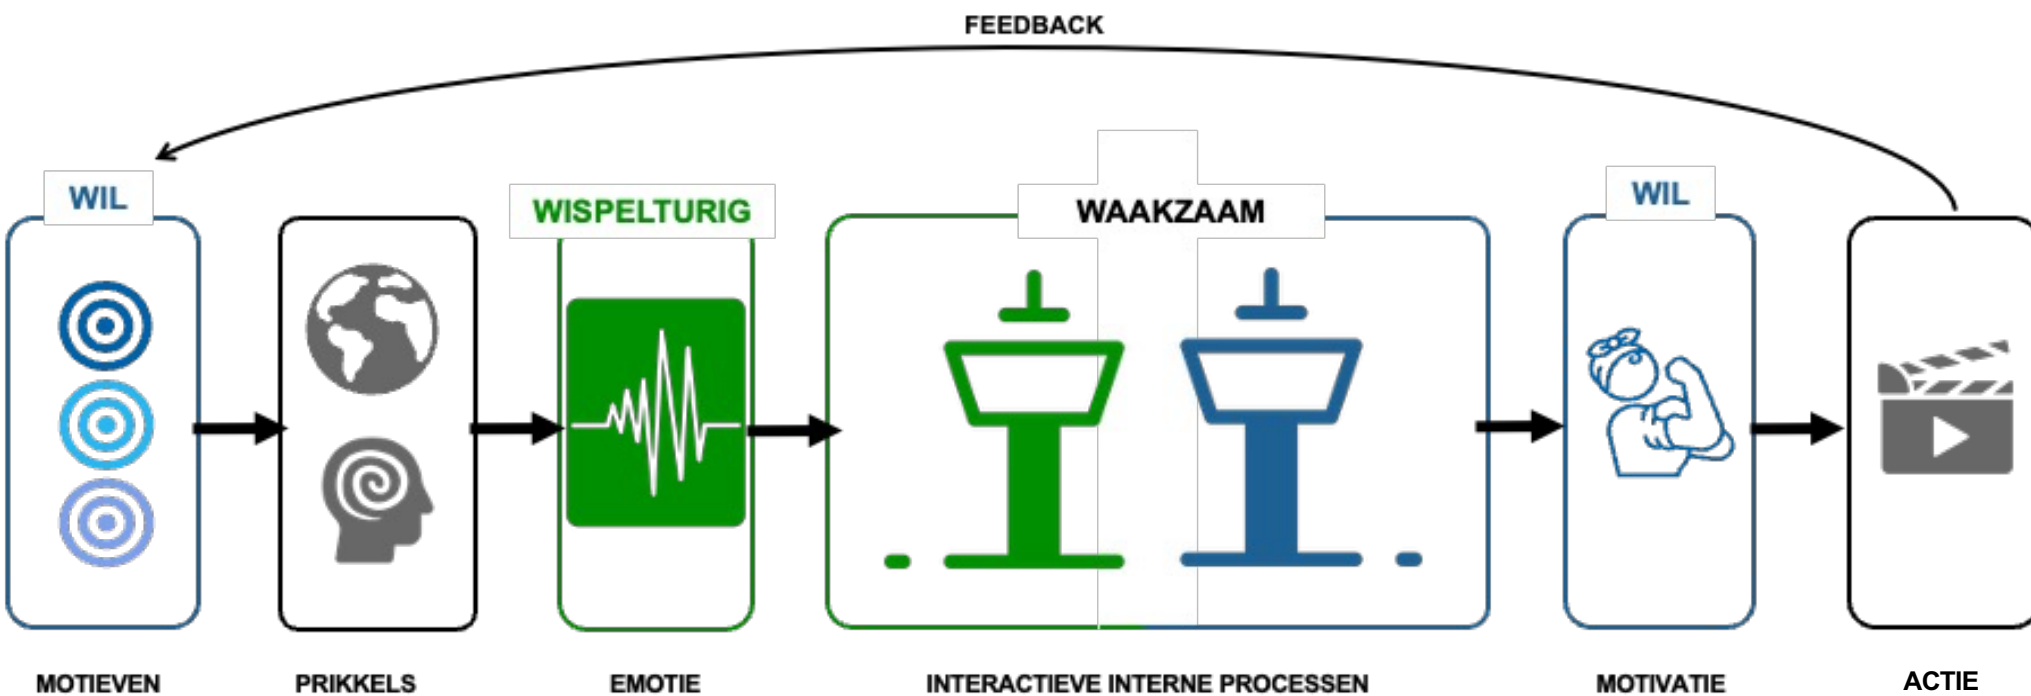 FEEDBACK
WIL
WISPELTURIG
WAAKZAAM
WIL
MOTIEVEN
PRIKKELS
EMOTIE
INTERACTIEVE INTERNE PROCESSEN
MOTIVATIE
ACTIE